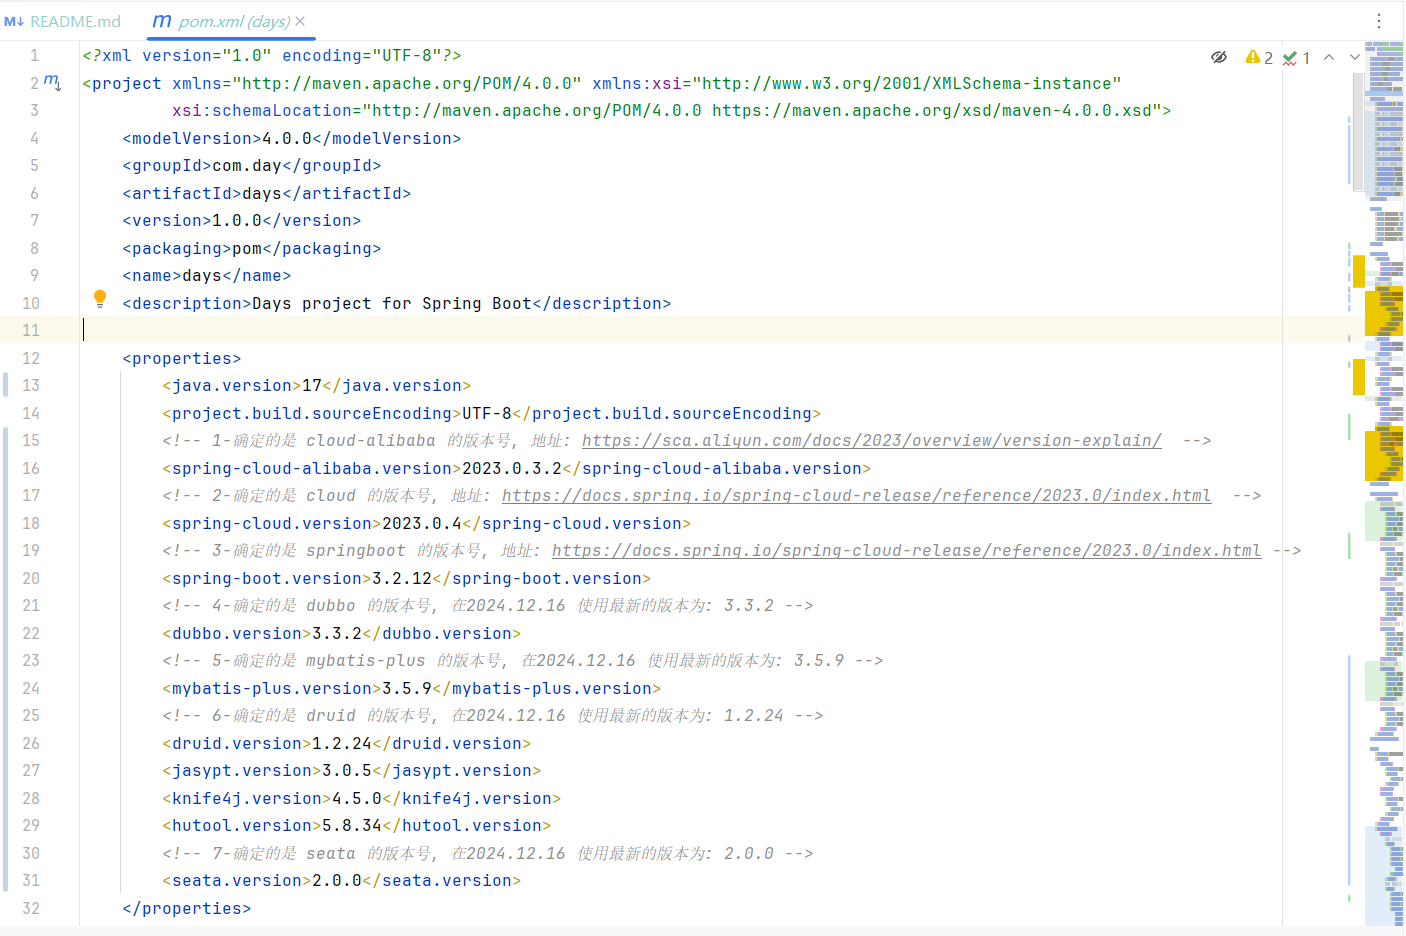 M↓ README.md m pom.xml (days) ×
2 1
1 <?xml version="1.0" encoding="UTF-8"?>
2 <project xmlns="http://maven.apache.org/POM/4.0.0" xmlns:xsi="http://www.w3.org/2001/XMLSchema-instance"
3 xsi:schemaLocation="http://maven.apache.org/POM/4.0.0 https://maven.apache.org/xsd/maven-4.0.0.xsd">
4 <modelVersion>4.0.0</modelVersion>
5 <groupId>com.day</groupId>
6 <artifactId>days</artifactId>
7 <version>1.0.0</version>
8 <packaging>pom</packaging>
9 <name>days</name>
10 <description>Days project for Spring Boot</description>
11
12 <properties>
13 <java.version>17</java.version>
14 <project.build.sourceEncoding>UTF-8</project.build.sourceEncoding>
15 <!-- 1-确定的是 cloud-alibaba 的版本号, 地址: https://sca.aliyun.com/docs/2023/overview/version-explain/ -->
16 <spring-cloud-alibaba.version>2023.0.3.2</spring-cloud-alibaba.version>
17 <!-- 2-确定的是 cloud 的版本号, 地址: https://docs.spring.io/spring-cloud-release/reference/2023.0/index.html -->
18 <spring-cloud.version>2023.0.4</spring-cloud.version>
19 <!-- 3-确定的是 springboot 的版本号, 地址: https://docs.spring.io/spring-cloud-release/reference/2023.0/index.html -->
20 <spring-boot.version>3.2.12</spring-boot.version>
21 <!-- 4-确定的是 dubbo 的版本号, 在2024.12.16 使用最新的版本为: 3.3.2 -->
22 <dubbo.version>3.3.2</dubbo.version>
23 <!-- 5-确定的是 mybatis-plus 的版本号, 在2024.12.16 使用最新的版本为: 3.5.9 -->
24 <mybatis-plus.version>3.5.9</mybatis-plus.version>
25 <!-- 6-确定的是 druid 的版本号, 在2024.12.16 使用最新的版本为: 1.2.24 -->
26 <druid.version>1.2.24</druid.version>
27 <jasypt.version>3.0.5</jasypt.version>
28 <knife4j.version>4.5.0</knife4j.version>
29 <hutool.version>5.8.34</hutool.version>
30 <!-- 7-确定的是 seata 的版本号, 在2024.12.16 使用最新的版本为: 2.0.0 -->
31 <seata.version>2.0.0</seata.version>
32 </properties>